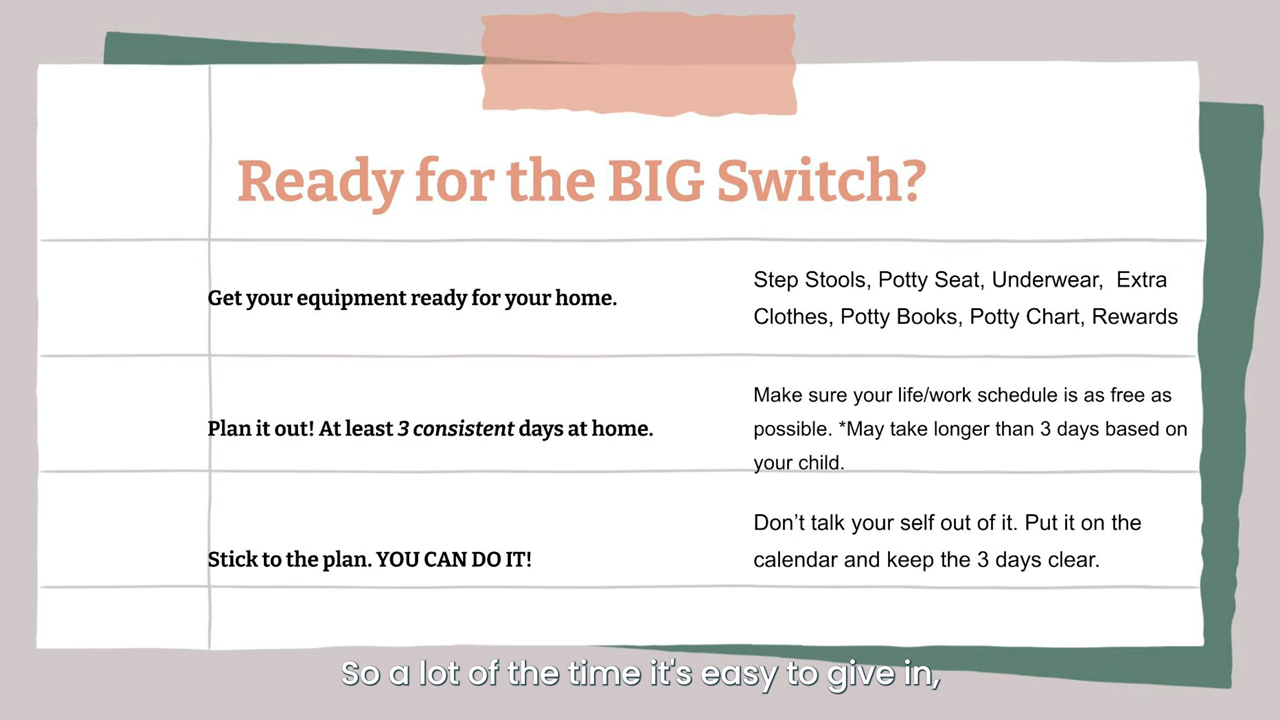 Ready for the BIG Switch?
Get your equipment ready for your home.
Step Stools, Potty Seat, Underwear,  Extra
Clothes, Potty Books, Potty Chart, Rewards
Plan it out! At least 3 consistent days at home.
Make sure your life/work schedule is as free as
possible. *May take longer than 3 days based on
your child.
Stick to the plan. YOU CAN DO IT!
Don’t talk your self out of it. Put it on the
calendar and keep the 3 days clear.
So a lot of the time it's easy to give in,